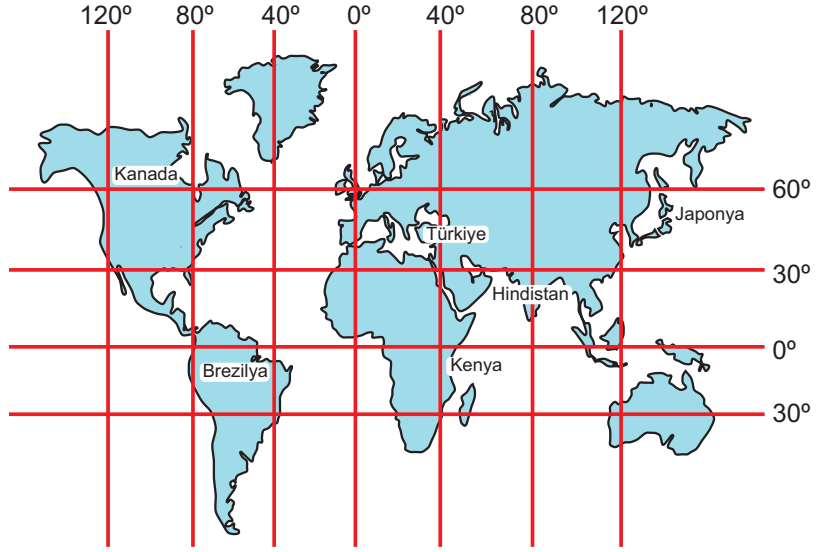 120º 80º 40º 0º 40º 80º 120º
Kanada
60º
Japonya
Türkiye
30º
Hindistan
0º
Kenya
Brezilya
30º